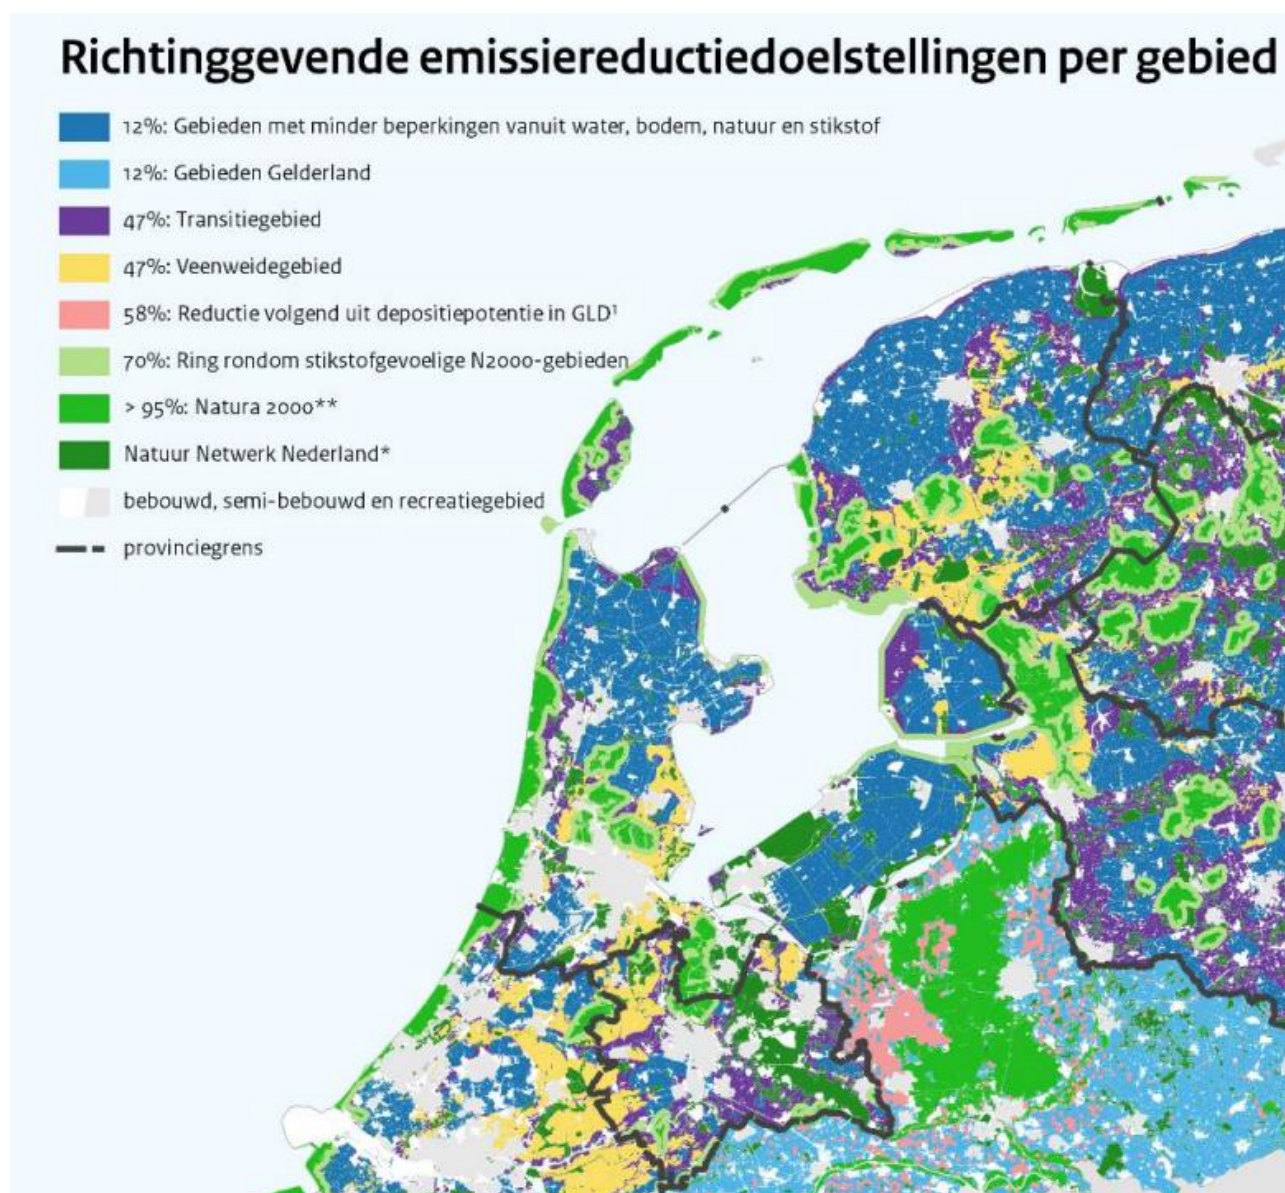 Richtinggevende emissiereductiedoelstellingen per gebied
12%: Gebieden met minder beperkingen vanuit water, bodem, natuur en stikstof
12%: Gebieden Gelderland
47%: Transitiegebied
47%: Veenweidegebied
58%: Reductie volgend uit depositiepotentie in GLD¹
70%: Ring rondom stikstofgevoelige N2000-gebieden
> 95%: Natura 2000**
Natuur Netwerk Nederland*
bebouwd, semi-bebouwd en recreatiegebied
provinciegrens